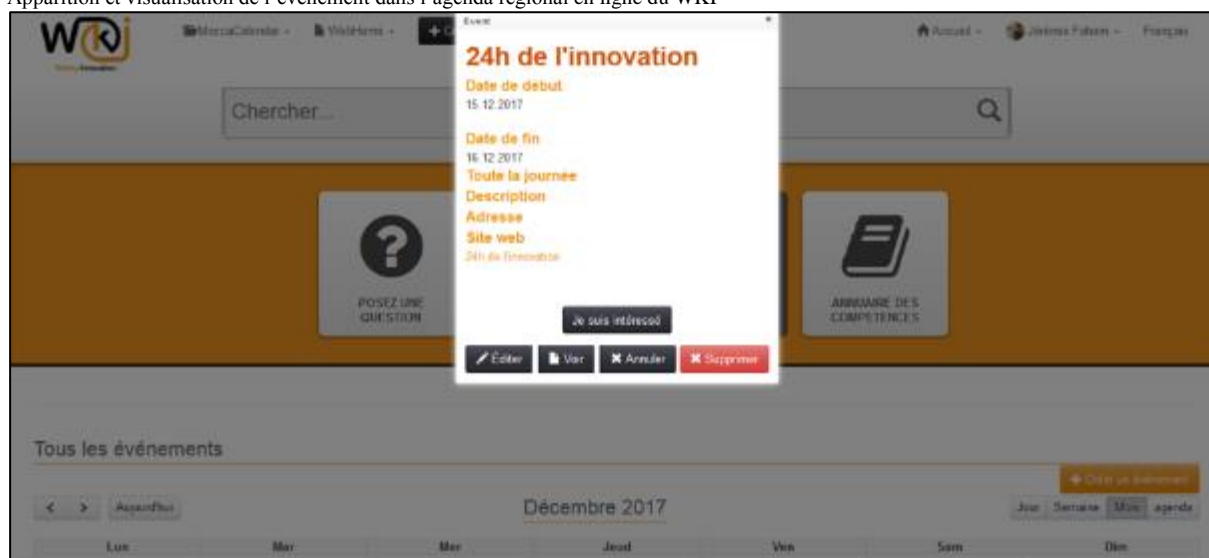 Apparition et visualisation de l'événement dans l'agenda régional en ligne du WKI
WKi
MoccaCalendar
WebHome
Accueil
Français
Chercher...
Event
24h de l'innovation
Date de début
15.12.2017
Date de fin
16.12.2017
Toute la journée
Description
Adresse
Site web
24h de l'innovation
Je suis intéressé
Éditer
Voir
Annuler
Supprimer
POSEZ UNE
QUESTION
ANNUAIRE DES
COMPETENCES
Tous les événements
Créer un événement
Aujourd'hui
Décembre 2017
Jour Semaine Mois agenda
Lun Mar Mer Jeudi Ven Sam Dim